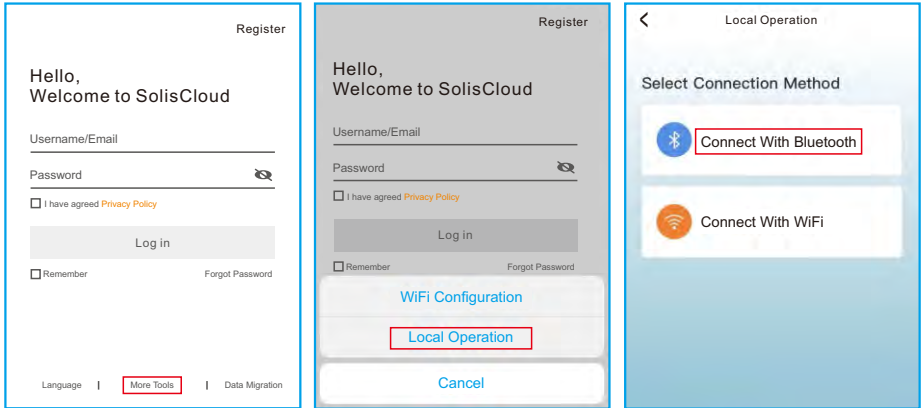 Register
Hello,
Welcome to SolisCloud
Username/Email
Password
I have agreed Privacy Policy
Log in
Remember Forgot Password
Language | More Tools | Data Migration
Register
Hello,
Welcome to SolisCloud
Username/Email
Password
I have agreed Privacy Policy
Log in
Remember Forgot Password
WiFi Configuration
Local Operation
Cancel
Local Operation
Select Connection Method
Connect With Bluetooth
Connect With WiFi